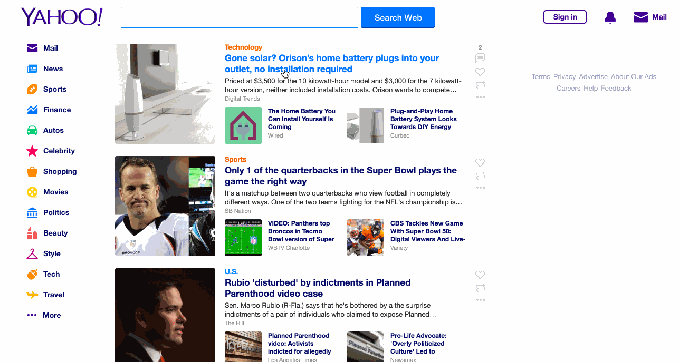 YAHOO!
Search Web
Sign in
Mail
Mail
News
Sports
Finance
Autos
Celebrity
Shopping
Movies
Politics
Beauty
Style
Tech
Travel
More
Technology
Gone solar? Orison's home battery plugs into your
outlet, no installation required
Priced at $3,500 for the 10 kilowatt-hour model and $3,000 for the 7 kilowatt-
hour version, neither included installation costs. Orison wants to compete…
Digital Trends
2
The Home Battery You
Can Install Yourself Is
Coming
Wired
Plug-and-Play Home
Battery System Looks
Towards DIY Energy
Curbed
Sports
Only 1 of the quarterbacks in the Super Bowl plays the
game the right way
It's a matchup between two quarterbacks who view football in completely
different ways. One of the two teams fighting for the NFL's championship is…
SB Nation
VIDEO: Panthers top
Broncos in Tecmo
Bowl version of Super
WBTV Charlotte
CBS Tackles New Game
With Super Bowl 50:
Digital Viewers And Live-
Variety
U.S.
Rubio 'disturbed' by indictments in Planned
Parenthood video case
Sen. Marco Rubio (R-Fla.) says that he's bothered by a the surprise
indictments of a pair of individuals who claimed to expose Planned…
The Hill
Planned Parenthood
video: Activists
indicted for allegedly
Los Angeles Times
Pro-Life Advocate:
'Overly Politicized
Culture' Led to
Newsmax
Terms Privacy Advertise About Our Ads
Careers Help Feedback